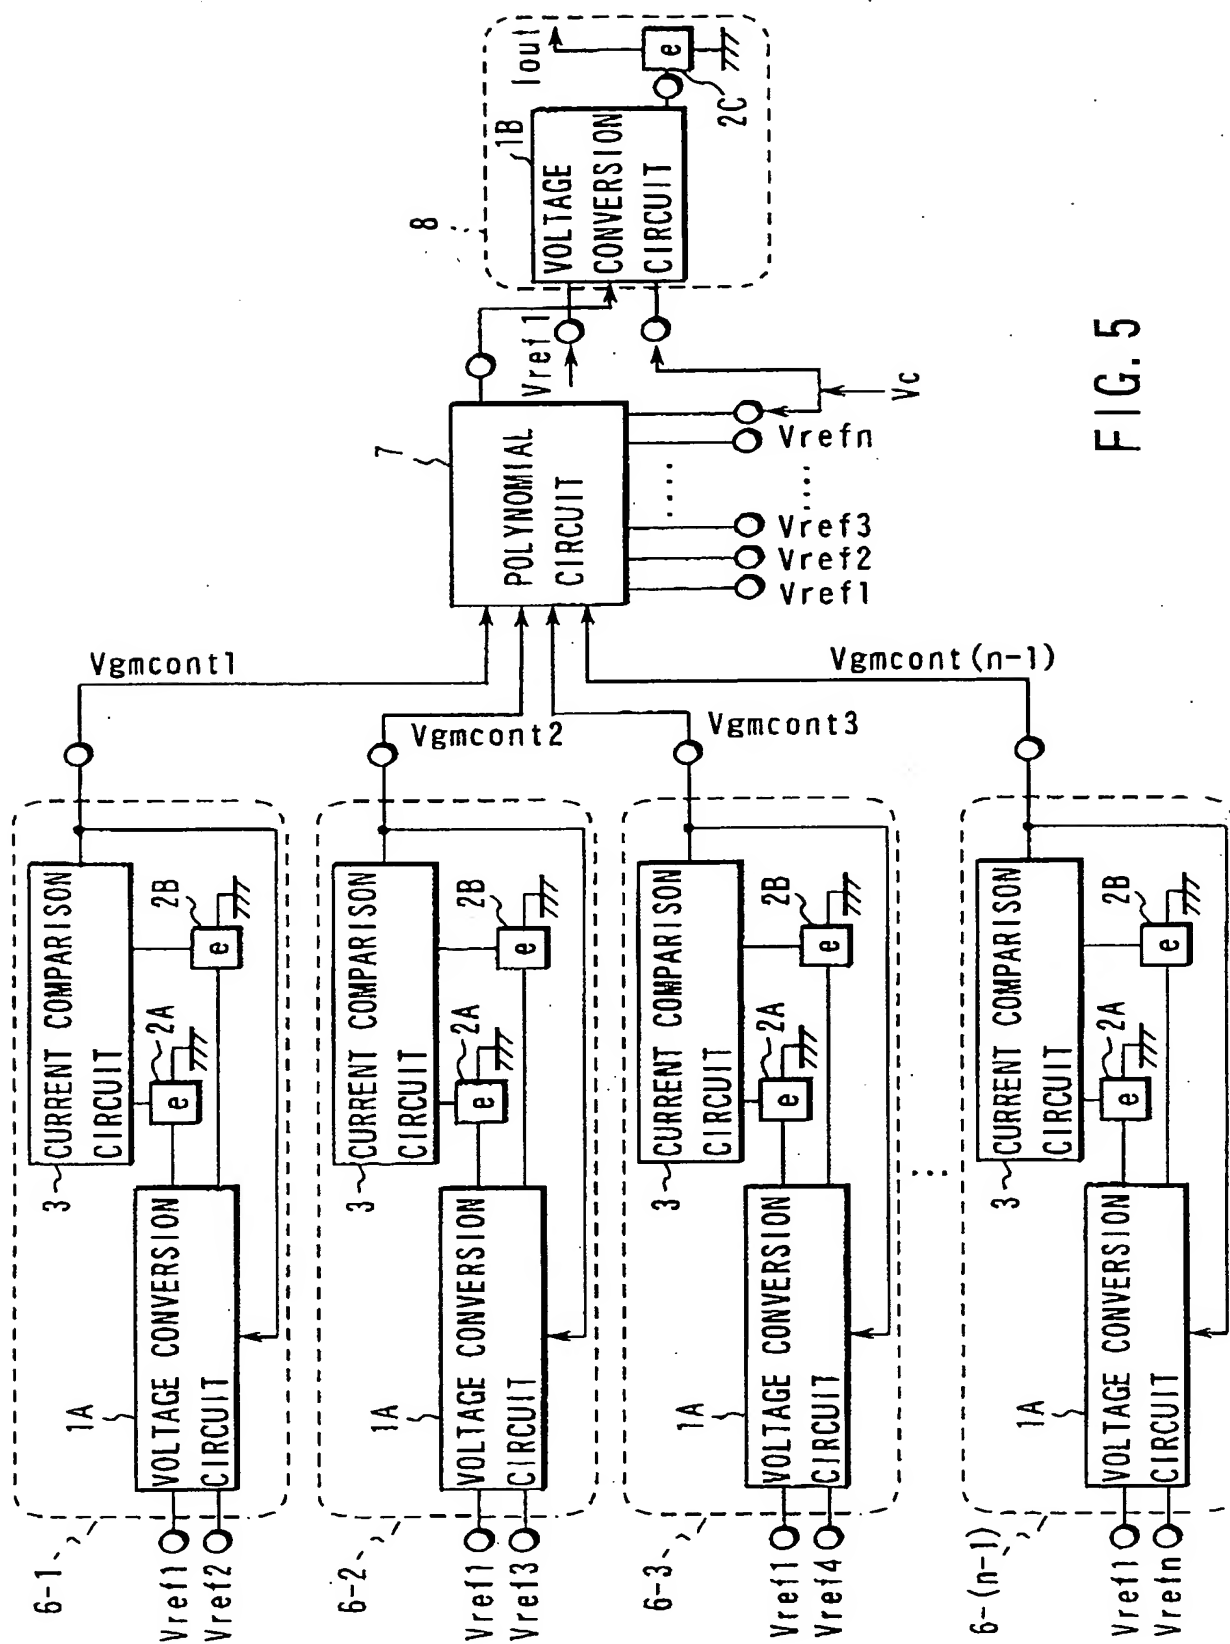 6-1
Vref1
Vref2
1A
VOLTAGE CONVERSION
CIRCUIT
3
CURRENT COMPARISON
CIRCUIT
2A
e
2B
e
Vgmcont1
6-2
Vref1
Vref3
1A
VOLTAGE CONVERSION
CIRCUIT
3
CURRENT COMPARISON
CIRCUIT
2A
e
2B
e
Vgmcont2
6-3
Vref1
Vref4
1A
VOLTAGE CONVERSION
CIRCUIT
3
CURRENT COMPARISON
CIRCUIT
2A
e
2B
e
Vgmcont3
6-(n-1)
Vref1
Vrefn
1A
VOLTAGE CONVERSION
CIRCUIT
3
CURRENT COMPARISON
CIRCUIT
2A
e
2B
e
Vgmcont(n-1)
7
POLYNOMIAL
CIRCUIT
Vref1
Vref2
Vref3
Vrefn
Vc
Vref1
8
1B
VOLTAGE
CONVERSION
CIRCUIT
2C
e
Iout
FIG. 5